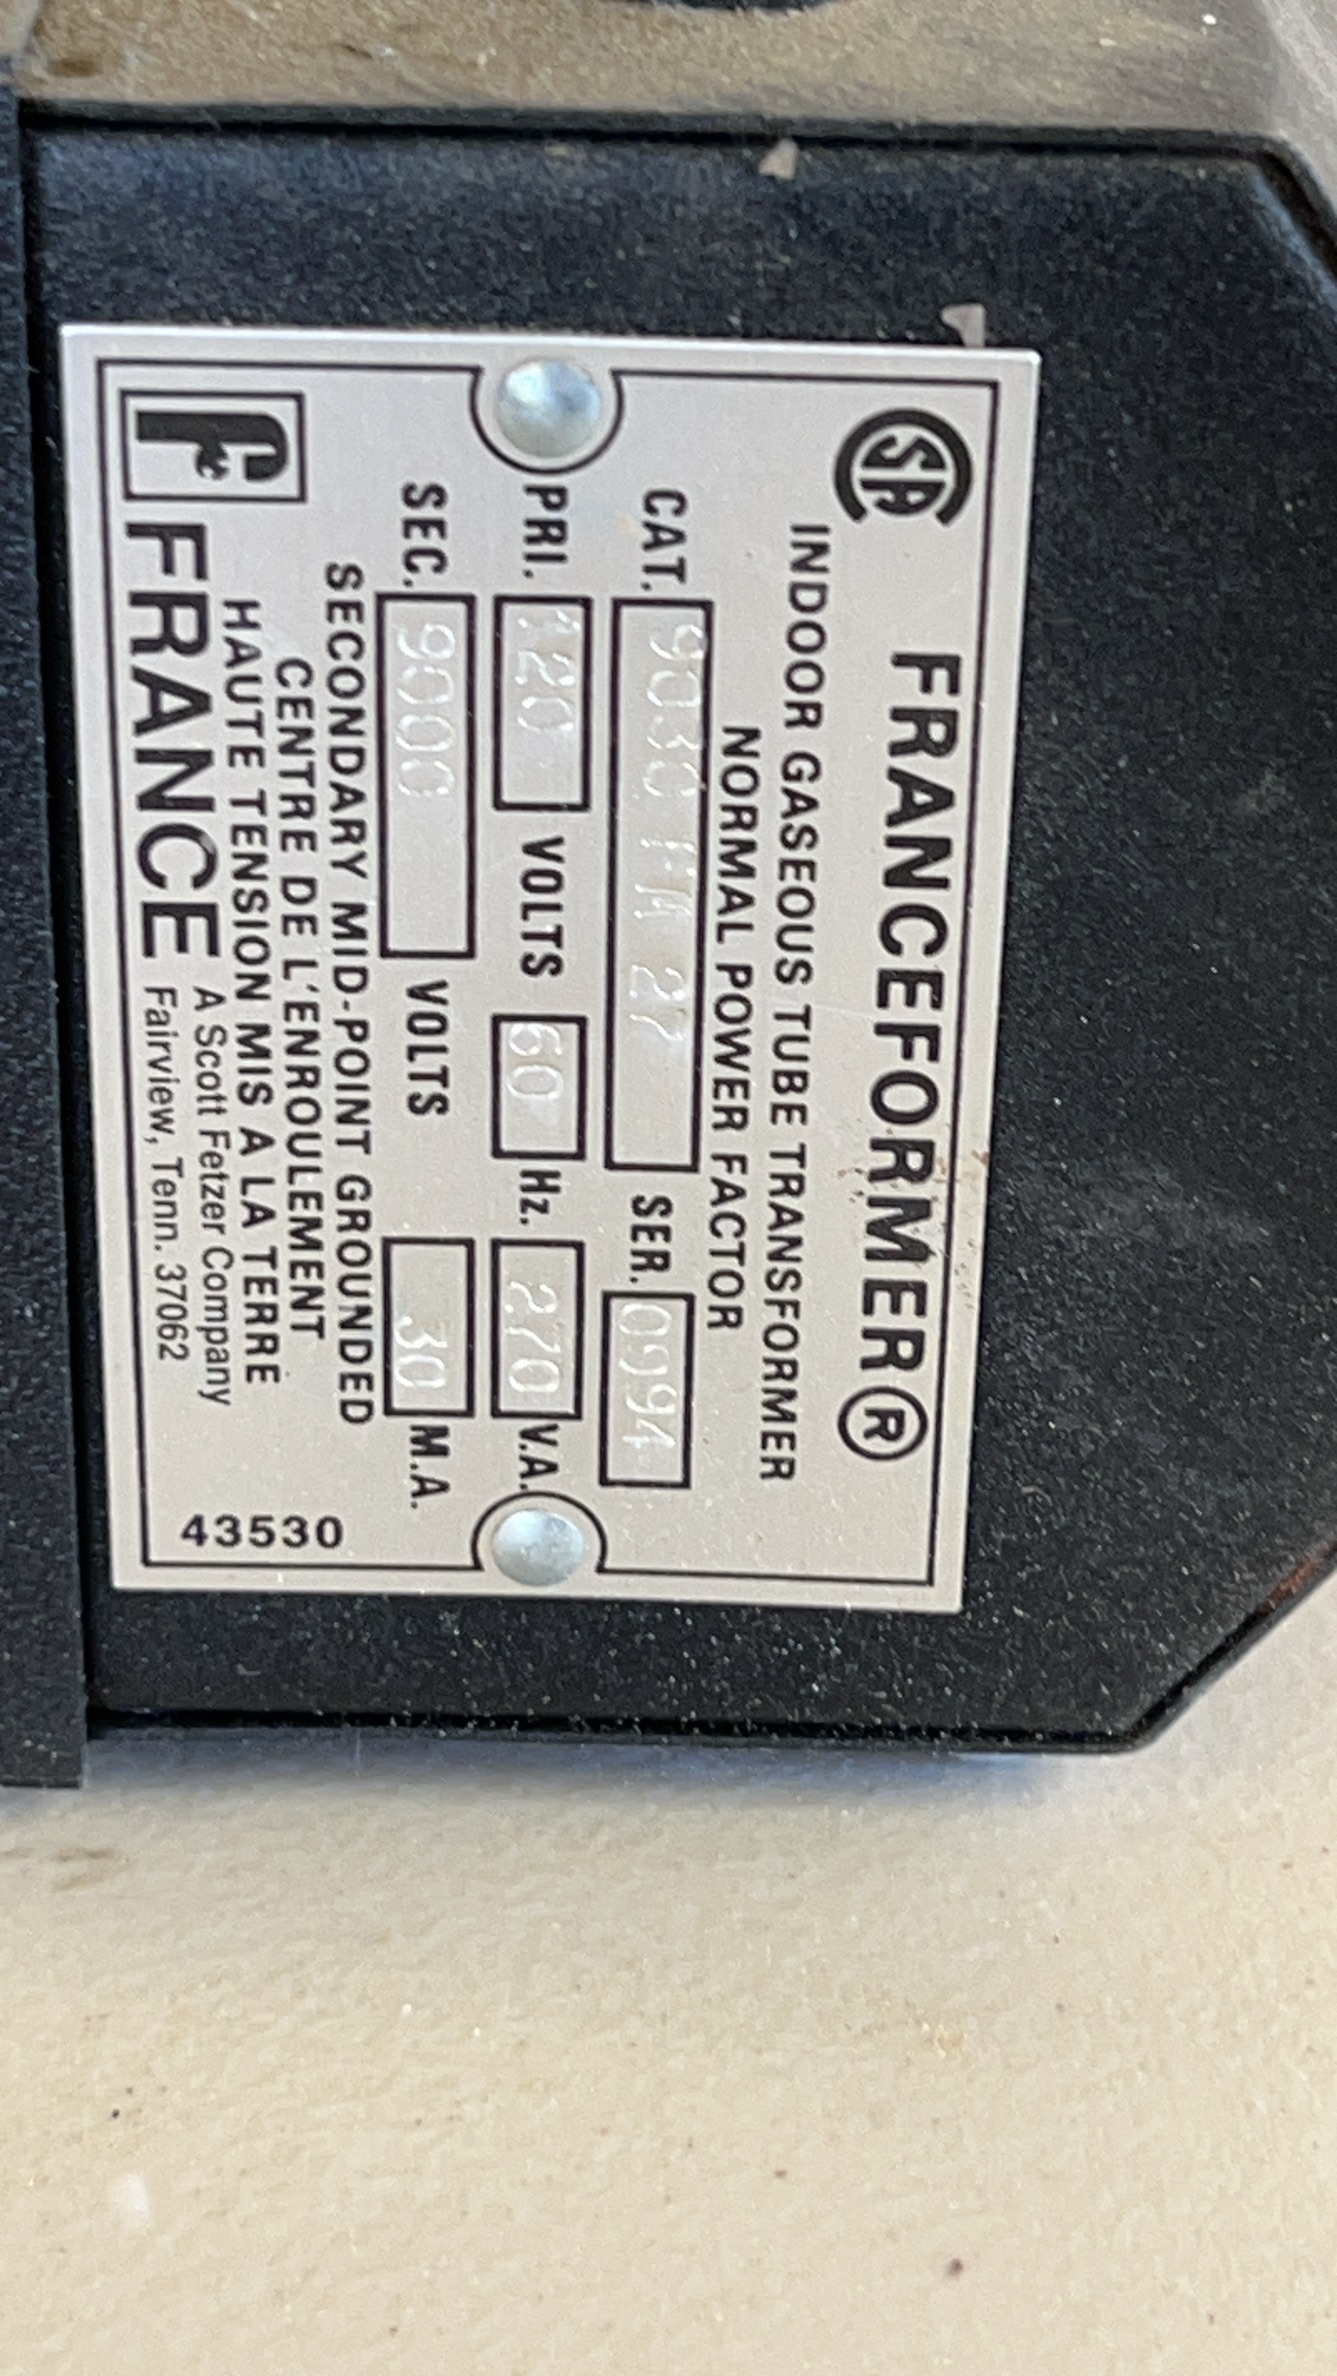 FRANCEFORMER®
INDOOR GASEOUS TUBE TRANSFORMER
NORMAL POWER FACTOR
CAT. 9030 27 SER. 0994
PRI. 120 VOLTS 60 Hz. 270 V.A.
SEC. 9000 VOLTS 30 M.A.
SECONDARY MID-POINT GROUNDED
CENTRE DE L'ENROULEMENT
HAUTE TENSION MIS A LA TERRE
FRANCE A Scott Fetzer Company
Fairview, Tenn. 37062
43530